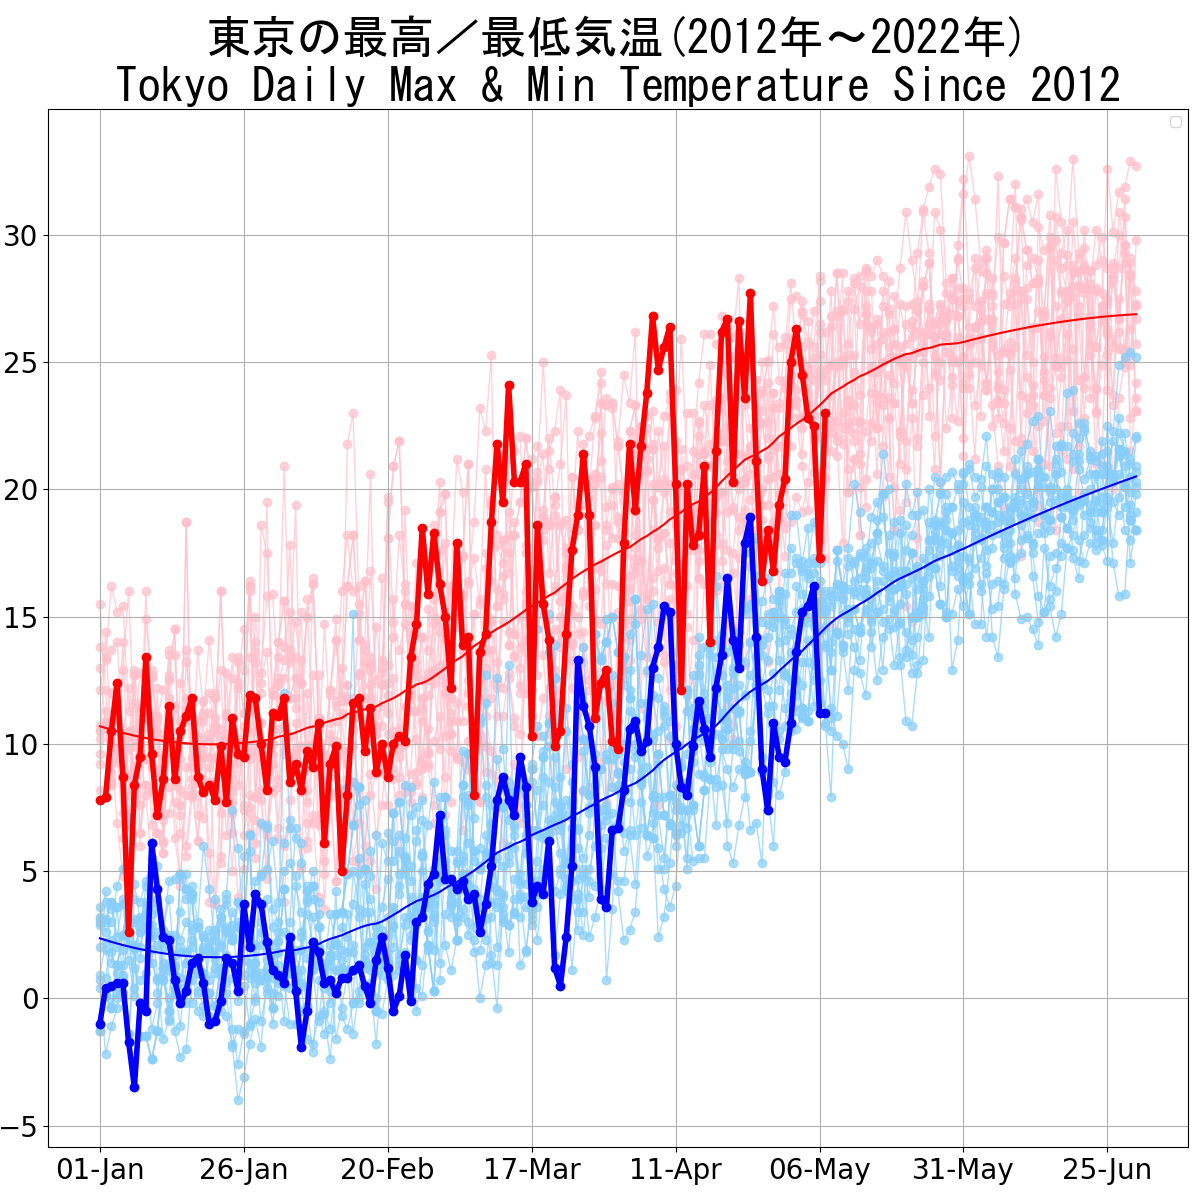 東京の最高／最低気温(2012年～2022年)
Tokyo Daily Max & Min Temperature Since 2012
30
25
20
15
10
5
0
−5
01-Jan 26-Jan 20-Feb 17-Mar 11-Apr 06-May 31-May 25-Jun